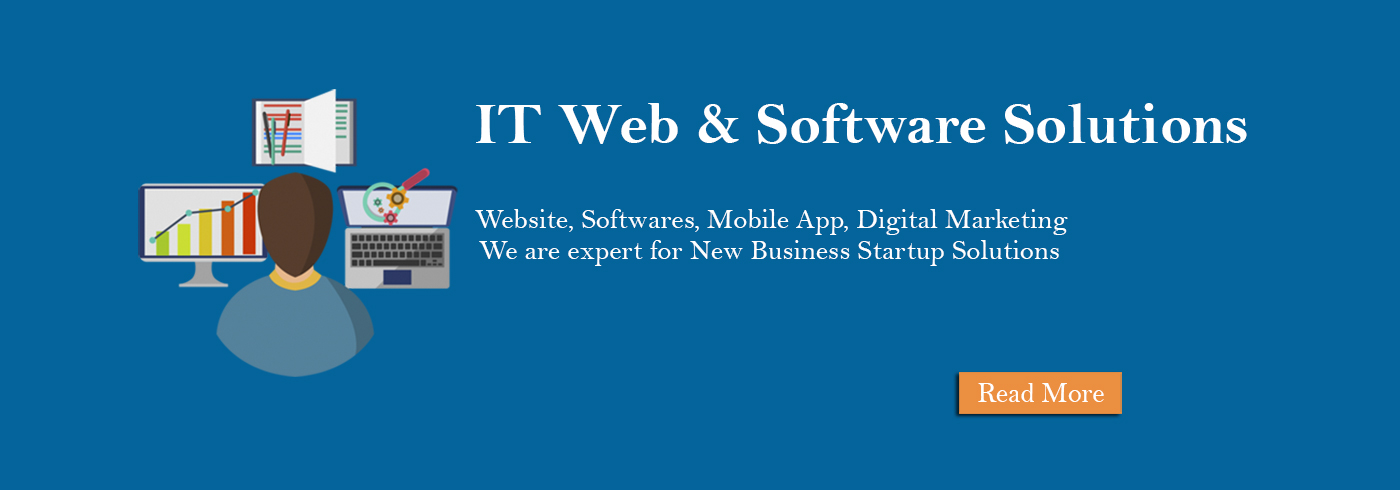 IT Web & Software Solutions
Website, Softwares, Mobile App, Digital Marketing
We are expert for New Business Startup Solutions
Read More